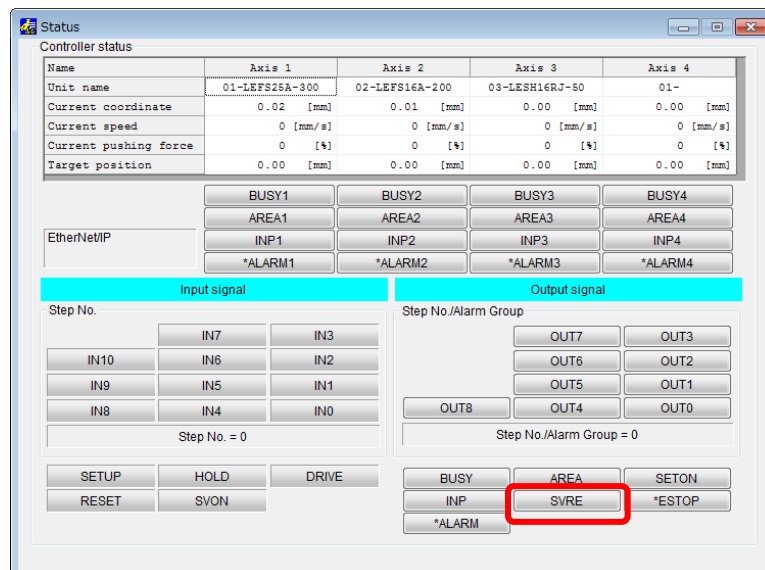 Status
Controller status
Name Axis 1 Axis 2 Axis 3 Axis 4
Unit name 01-LEFS25A-300 02-LEFS16A-200 03-LESH16RJ-50 01-
Current coordinate 0.02 [mm] 0.01 [mm] 0.00 [mm] 0.00 [mm]
Current speed 0 [mm/s] 0 [mm/s] 0 [mm/s] 0 [mm/s]
Current pushing force 0 [%] 0 [%] 0 [%] 0 [%]
Target position 0.00 [mm] 0.00 [mm] 0.00 [mm] 0.00 [mm]
BUSY1 BUSY2 BUSY3 BUSY4
AREA1 AREA2 AREA3 AREA4
EtherNet/IP INP1 INP2 INP3 INP4
*ALARM1 *ALARM2 *ALARM3 *ALARM4
Input signal Output signal
Step No. Step No./Alarm Group
IN7 IN3 OUT7 OUT3
IN10 IN6 IN2 OUT6 OUT2
IN9 IN5 IN1 OUT5 OUT1
IN8 IN4 IN0 OUT8 OUT4 OUT0
Step No. = 0 Step No./Alarm Group = 0
SETUP HOLD DRIVE BUSY AREA SETON
RESET SVON INP SVRE *ESTOP
*ALARM